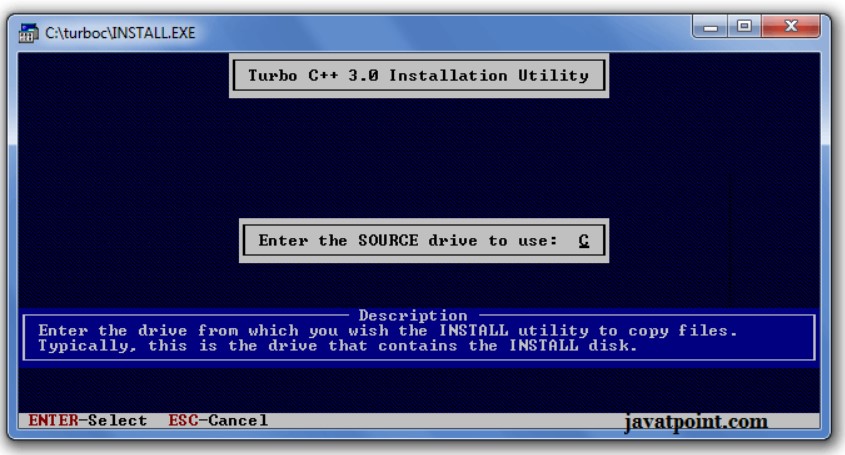 C:\turboc\INSTALL.EXE
Turbo C++ 3.0 Installation Utility
Enter the SOURCE drive to use: C
Description
Enter the drive from which you wish the INSTALL utility to copy files.
Typically, this is the drive that contains the INSTALL disk.
ENTER-Select ESC-Cancel
javatpoint.com